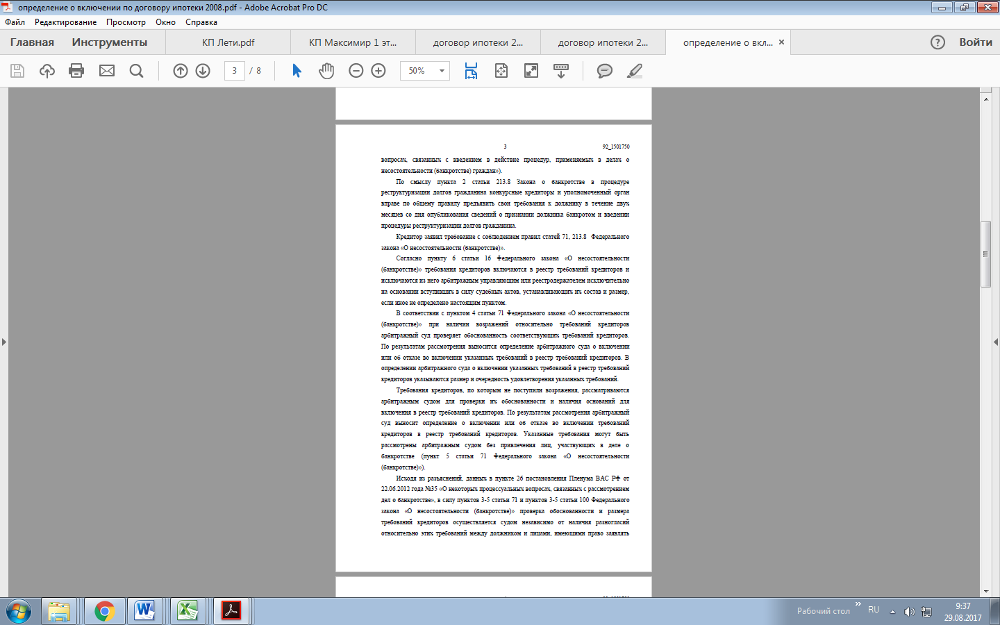 определение о включении по договору ипотеки 2008.pdf - Adobe Acrobat Pro DC
Файл Редактирование Просмотр Окно Справка
Главная Инструменты КП Лети.pdf КП Максимир 1 эт... договор ипотеки 2... договор ипотеки 2... определение о вкл... × Войти
3 / 8 50%
3 92_1501750
вопросах, связанных с введением в действие процедур, применяемых в делах о
несостоятельности (банкротстве) граждан»).
По смыслу пункта 2 статьи 213.8 Закона о банкротстве в процедуре
реструктуризации долгов гражданина конкурсные кредиторы и уполномоченный орган
вправе по общему правилу предъявить свои требования к должнику в течение двух
месяцев со дня опубликования сведений о признании должника банкротом и введении
процедуры реструктуризации долгов гражданина.
Кредитор заявил требование с соблюдением правил статей 71, 213.8 Федерального
закона «О несостоятельности (банкротстве)».
Согласно пункту 6 статьи 16 Федерального закона «О несостоятельности
(банкротстве)» требования кредиторов включаются в реестр требований кредиторов и
исключаются из него арбитражным управляющим или реестродержателем исключительно
на основании вступивших в силу судебных актов, устанавливающих их состав и размер,
если иное не определено настоящим пунктом.
В соответствии с пунктом 4 статьи 71 Федерального закона «О несостоятельности
(банкротстве)» при наличии возражений относительно требований кредиторов
арбитражный суд проверяет обоснованность соответствующих требований кредиторов.
По результатам рассмотрения выносится определение арбитражного суда о включении
или об отказе во включении указанных требований в реестр требований кредиторов. В
определении арбитражного суда о включении указанных требований в реестр требований
кредиторов указываются размер и очередность удовлетворения указанных требований.
Требования кредиторов, по которым не поступили возражения, рассматриваются
арбитражным судом для проверки их обоснованности и наличия оснований для
включения в реестр требований кредиторов. По результатам рассмотрения арбитражный
суд выносит определение о включении или об отказе во включении требований
кредиторов в реестр требований кредиторов. Указанные требования могут быть
рассмотрены арбитражным судом без привлечения лиц, участвующих в деле о
банкротстве (пункт 5 статьи 71 Федерального закона «О несостоятельности
(банкротстве)»).
Исходя из разъяснений, данных в пункте 26 постановления Пленума ВАС РФ от
22.06.2012 года №35 «О некоторых процессуальных вопросах, связанных с рассмотрением
дел о банкротстве», в силу пунктов 3-5 статьи 71 и пунктов 3-5 статьи 100 Федерального
закона «О несостоятельности (банкротстве)» проверка обоснованности и размера
требований кредиторов осуществляется судом независимо от наличия разногласий
относительно этих требований между должником и лицами, имеющими право заявлять
Рабочий стол » RU 9:37
29.08.2017